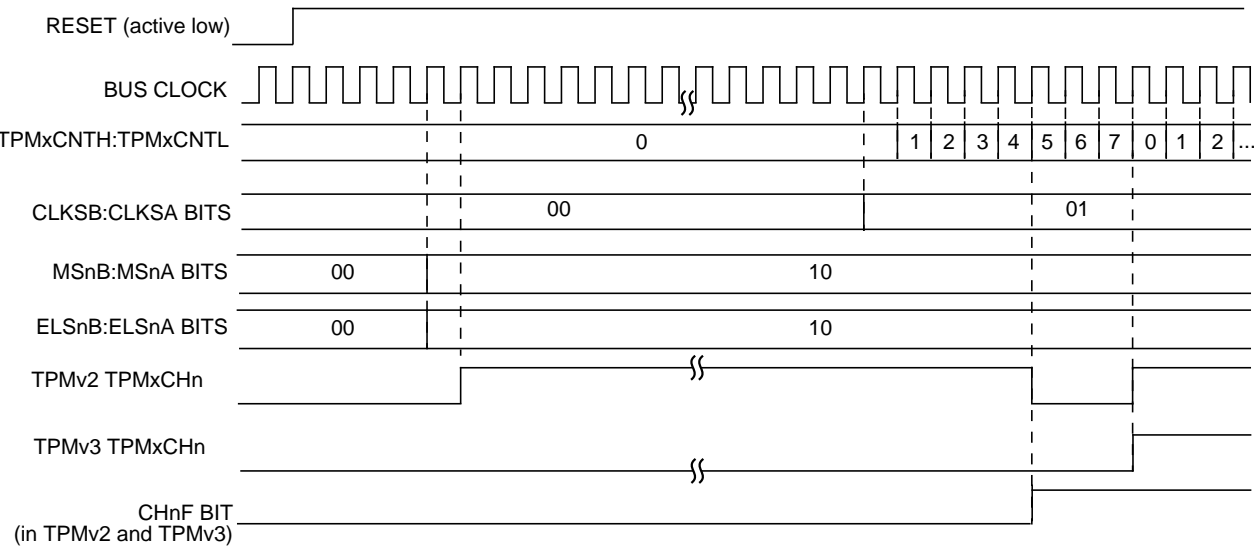 RESET (active low)
BUS CLOCK
TPMxCNTH:TPMxCNTL 0 1 2 3 4 5 6 7 0 1 2 ...
CLKSB:CLKSA BITS 00 01
MSnB:MSnA BITS 00 10
ELSnB:ELSnA BITS 00 10
TPMv2 TPMxCHn
TPMv3 TPMxCHn
CHnF BIT
(in TPMv2 and TPMv3)